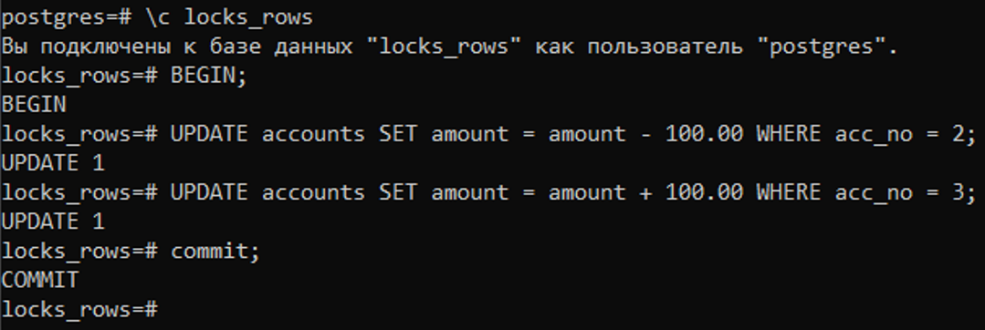 postgres=# \c locks_rows
Вы подключены к базе данных "locks_rows" как пользователь "postgres".
locks_rows=# BEGIN;
BEGIN
locks_rows=# UPDATE accounts SET amount = amount - 100.00 WHERE acc_no = 2;
UPDATE 1
locks_rows=# UPDATE accounts SET amount = amount + 100.00 WHERE acc_no = 3;
UPDATE 1
locks_rows=# commit;
COMMIT
locks_rows=#